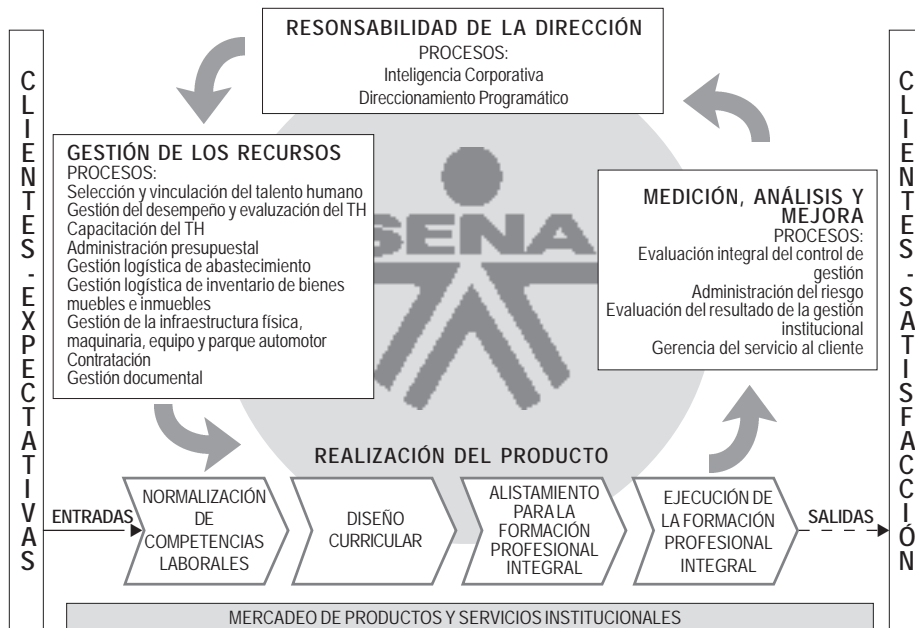 RESONSABILIDAD DE LA DIRECCIÓN
PROCESOS:
Inteligencia Corporativa
Direccionamiento Programático
CLIENTES - EXPECTATIVAS
GESTIÓN DE LOS RECURSOS
PROCESOS:
Selección y vinculación del talento humano
Gestión del desempeño y evaluzación del TH
Capacitación del TH
Administración presupuestal
Gestión logística de abastecimiento
Gestión logística de inventario de bienes
muebles e inmuebles
Gestión de la infraestructura física,
maquinaria, equipo y parque automotor
Contratación
Gestión documental
SENA
MEDICIÓN, ANÁLISIS Y
MEJORA
PROCESOS:
Evaluación integral del control de
gestión
Administración del riesgo
Evaluación del resultado de la gestión
institucional
Gerencia del servicio al cliente
CLIENTES - SATISFACCIÓN
REALIZACIÓN DEL PRODUCTO
ENTRADAS
NORMALIZACIÓN
DE
COMPETENCIAS
LABORALES
DISEÑO
CURRICULAR
ALISTAMIENTO
PARA LA
FORMACIÓN
PROFESIONAL
INTEGRAL
EJECUCIÓN DE
LA FORMACIÓN
PROFESIONAL
INTEGRAL
SALIDAS
MERCADEO DE PRODUCTOS Y SERVICIOS INSTITUCIONALES